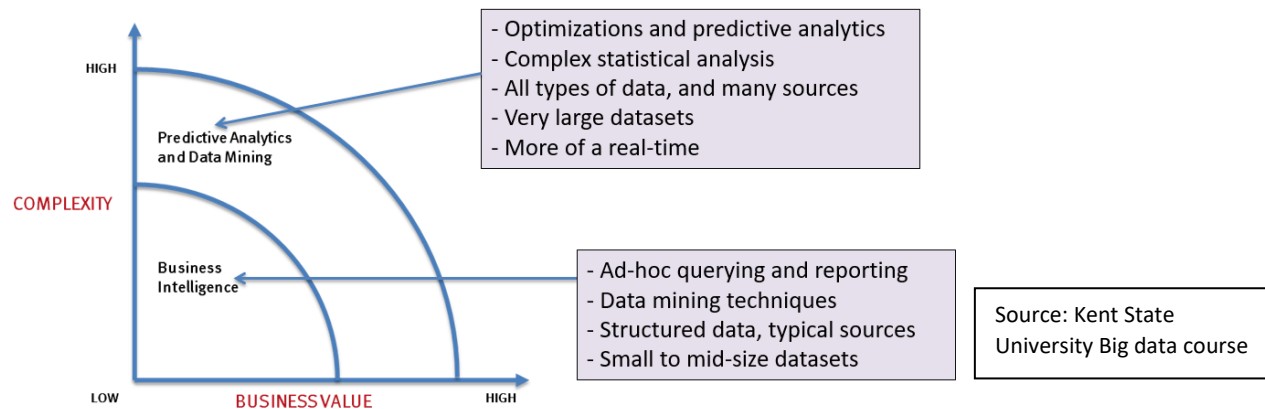 - Optimizations and predictive analytics
- Complex statistical analysis
- All types of data, and many sources
- Very large datasets
- More of a real-time
HIGH
Predictive Analytics
and Data Mining
COMPLEXITY
Business
Intelligence
- Ad-hoc querying and reporting
- Data mining techniques
- Structured data, typical sources
- Small to mid-size datasets
Source: Kent State
University Big data course
LOW
BUSINESS VALUE
HIGH